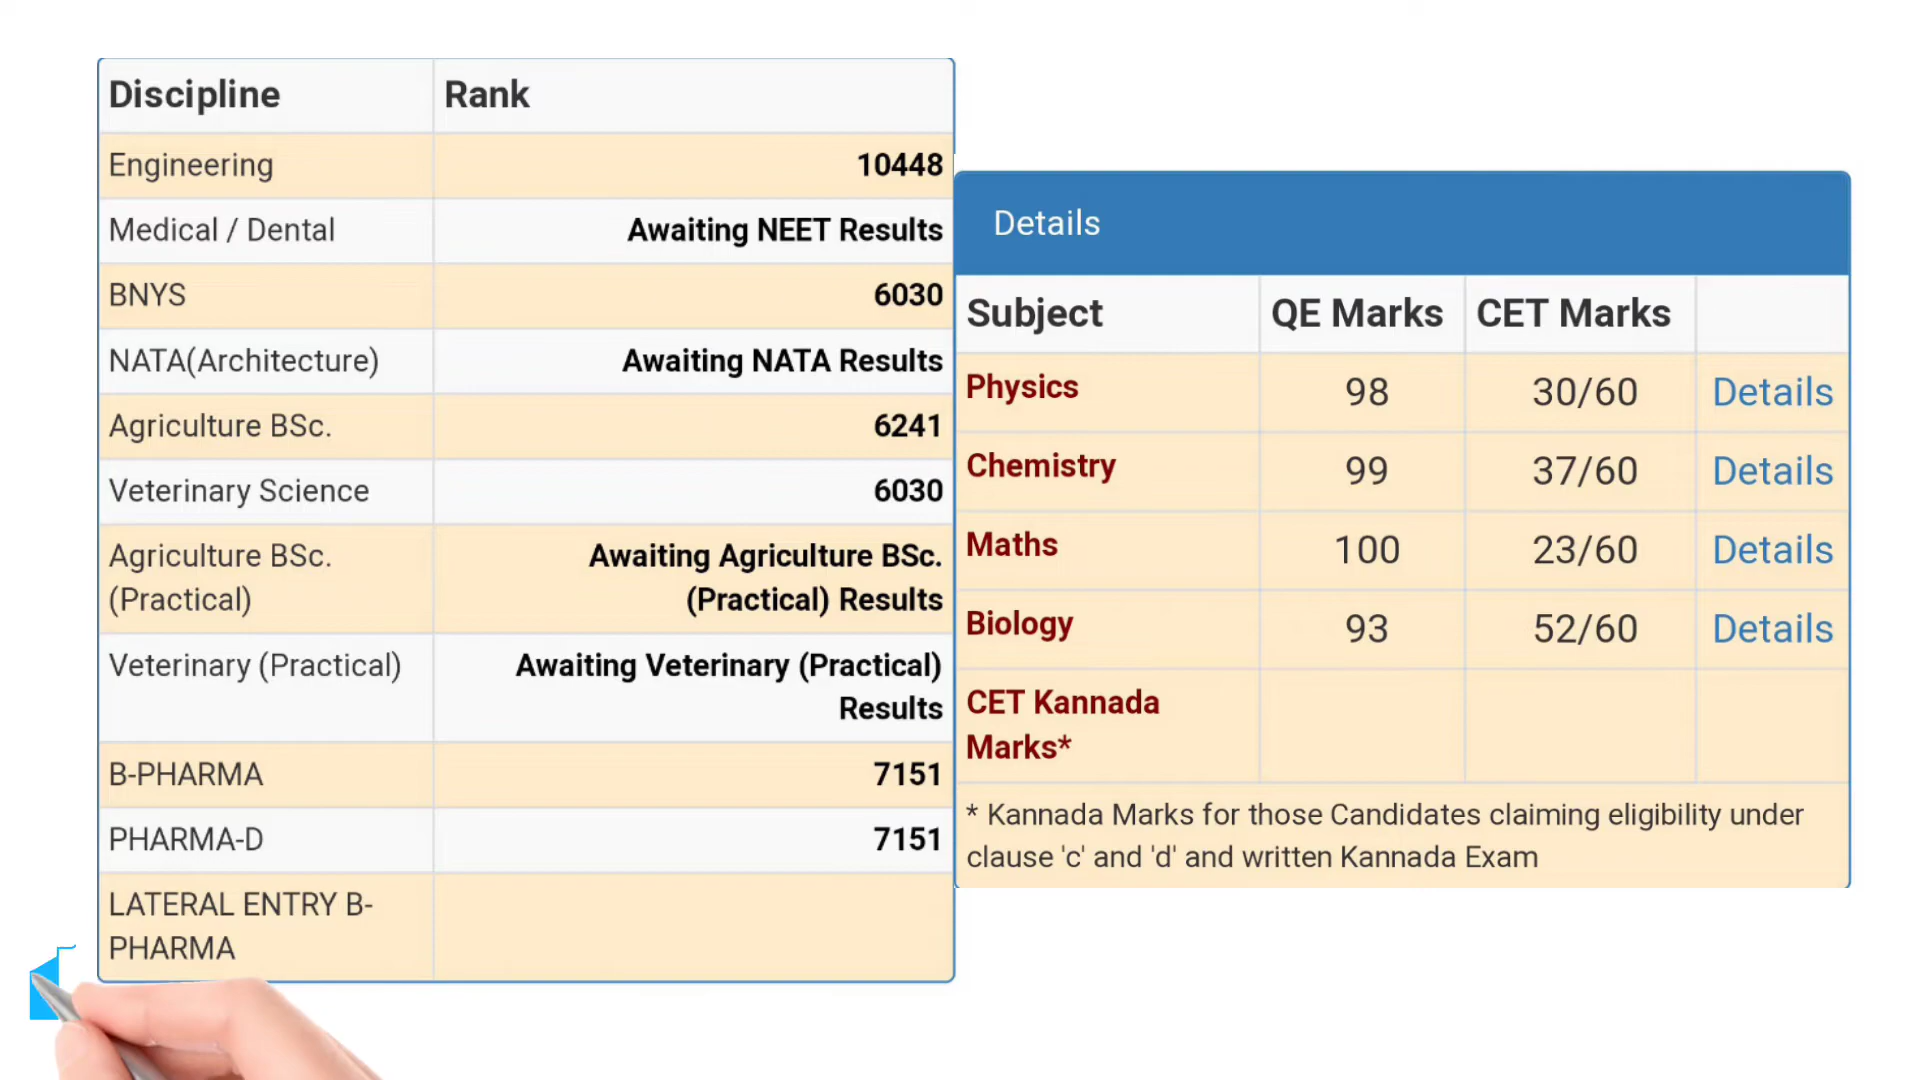 Discipline Rank
Engineering 10448
Medical / Dental Awaiting NEET Results
BNYS 6030
NATA(Architecture) Awaiting NATA Results
Agriculture BSc. 6241
Veterinary Science 6030
Agriculture BSc. Awaiting Agriculture BSc.
(Practical) (Practical) Results
Veterinary (Practical) Awaiting Veterinary (Practical)
Results
B-PHARMA 7151
PHARMA-D 7151
LATERAL ENTRY B-
PHARMA
Details
Subject QE Marks CET Marks
Physics 98 30/60 Details
Chemistry 99 37/60 Details
Maths 100 23/60 Details
Biology 93 52/60 Details
CET Kannada
Marks*
* Kannada Marks for those Candidates claiming eligibility under
clause 'c' and 'd' and written Kannada Exam